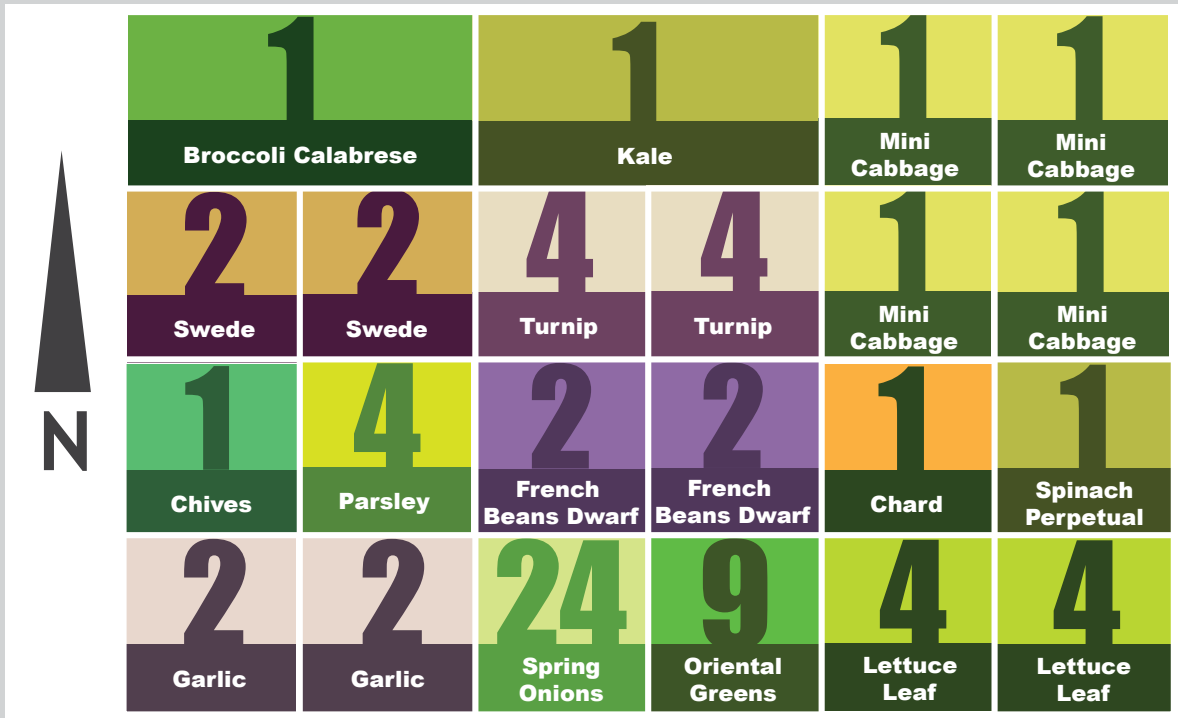 1
Broccoli Calabrese
1
Kale
1
Mini
Cabbage
1
Mini
Cabbage
2
Swede
2
Swede
4
Turnip
4
Turnip
1
Mini
Cabbage
1
Mini
Cabbage
N
1
Chives
4
Parsley
2
French
Beans Dwarf
2
French
Beans Dwarf
1
Chard
1
Spinach
Perpetual
2
Garlic
2
Garlic
24
Spring
Onions
9
Oriental
Greens
4
Lettuce
Leaf
4
Lettuce
Leaf